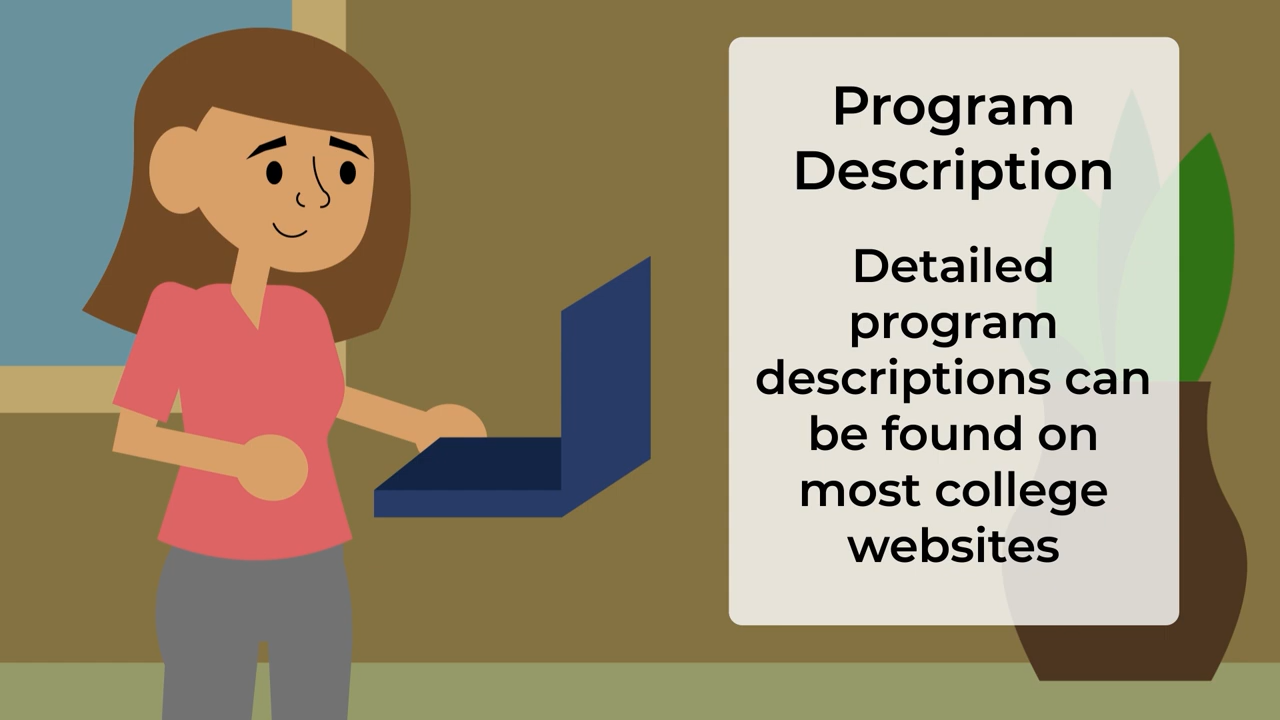 Program
Description
Detailed
program
descriptions can
be found on
most college
websites